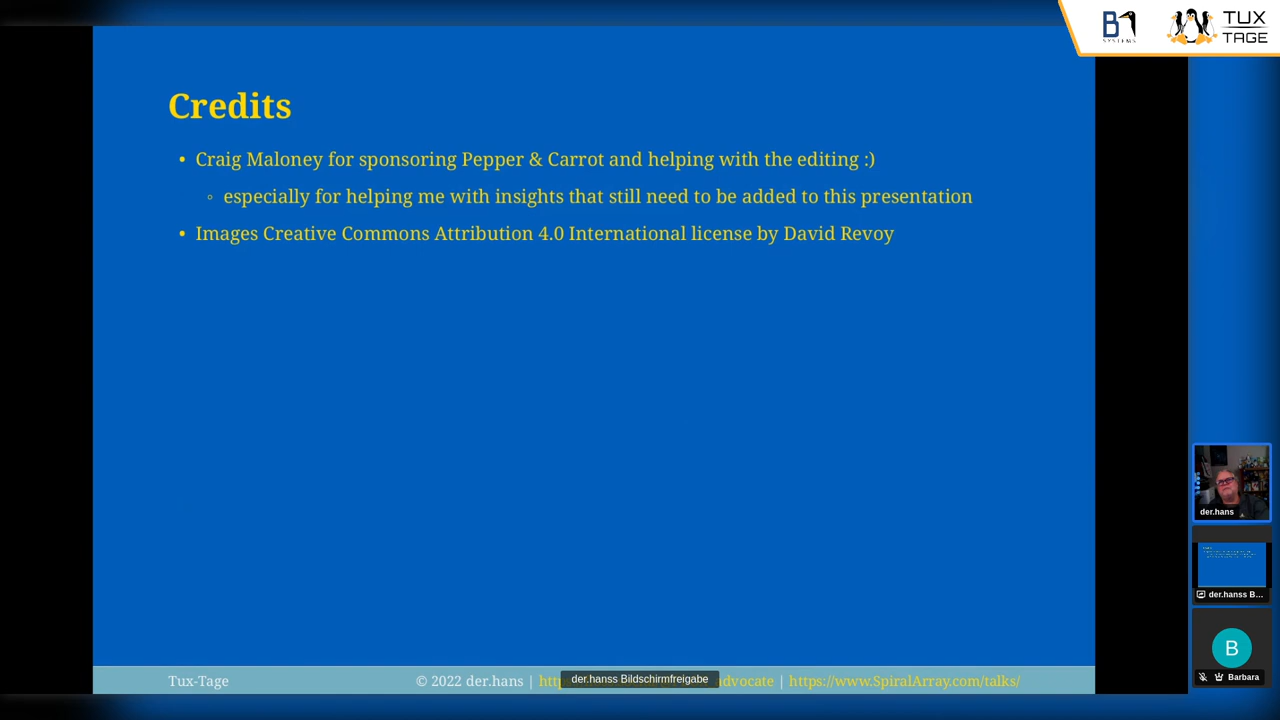 B
SYSTEMS
TUX
TAGE
Credits
• Craig Maloney for sponsoring Pepper & Carrot and helping with the editing :)
◦ especially for helping me with insights that still need to be added to this presentation
• Images Creative Commons Attribution 4.0 International license by David Revoy
der.hans
der.hanss B...
B
Barbara
Tux-Tage
© 2022 der.hans | http advocate | https://www.SpiralArray.com/talks/
der.hanss Bildschirmfreigabe